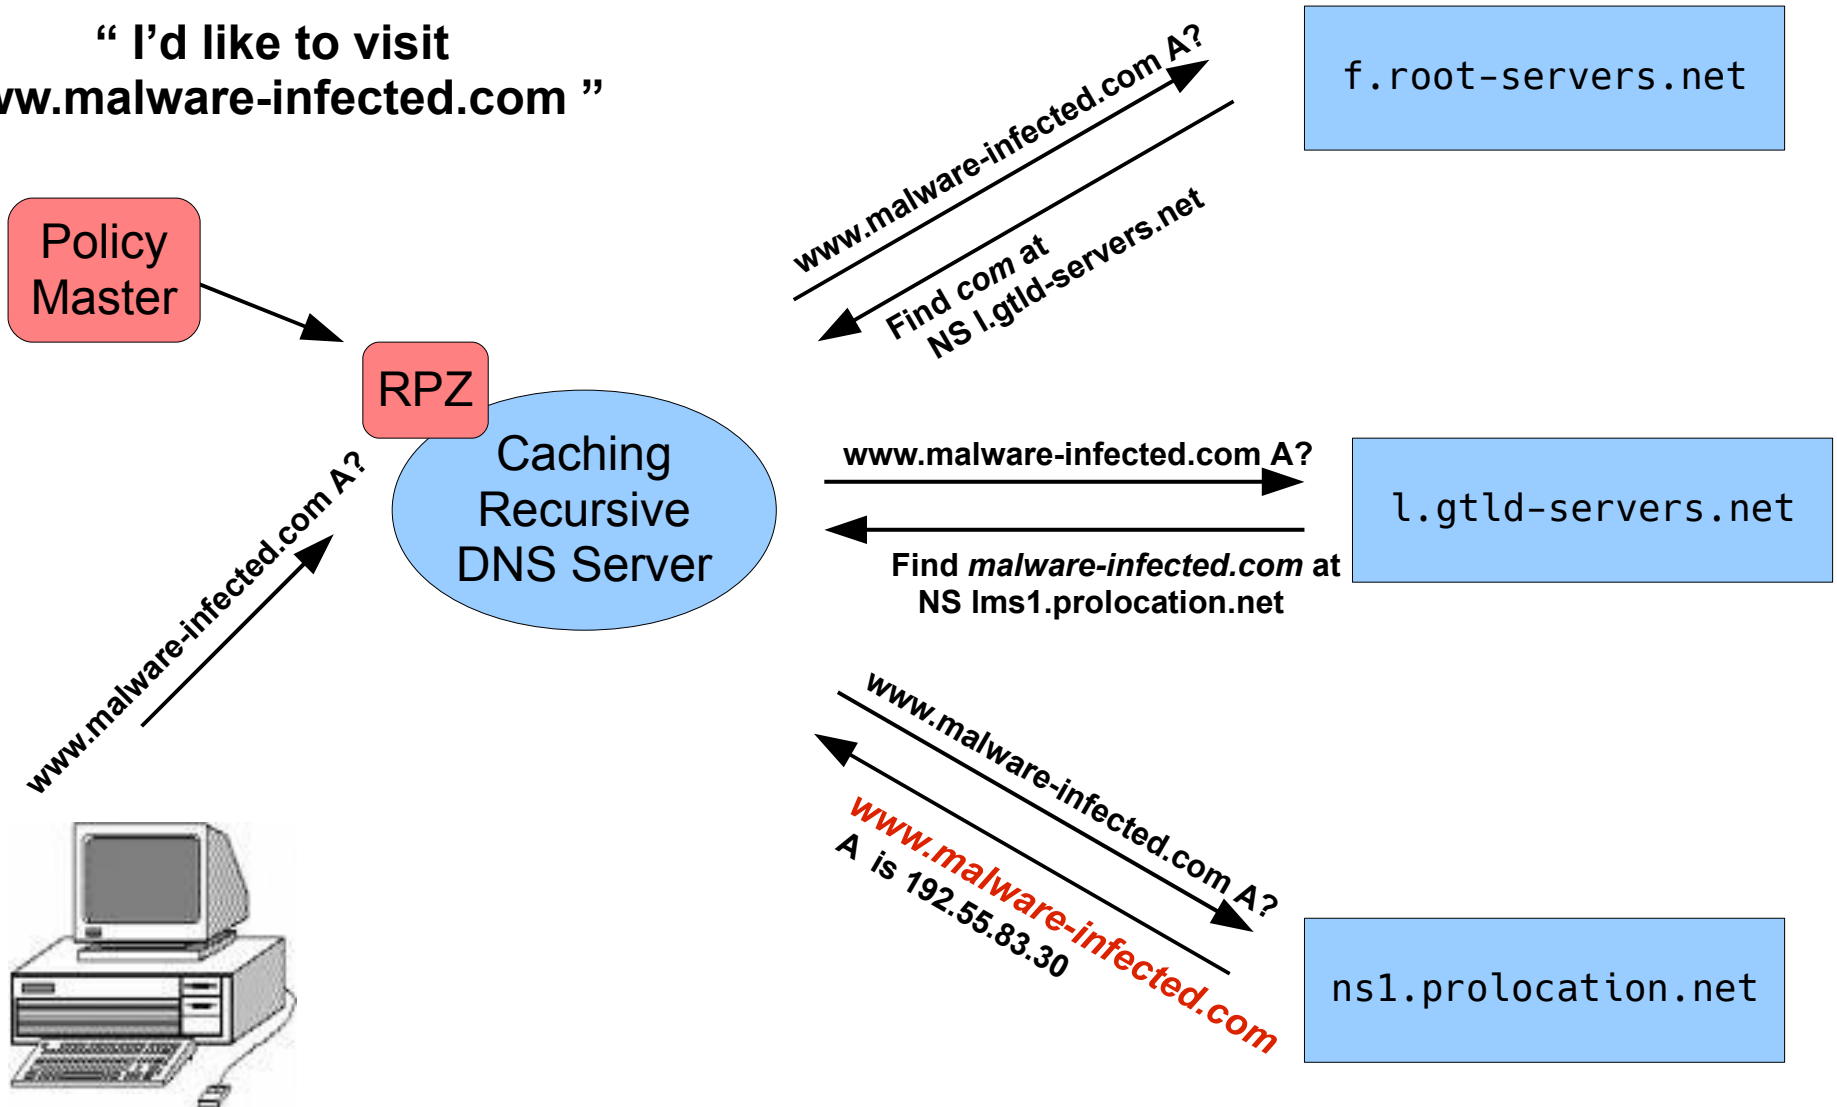 “ I’d like to visit
ww.malware-infected.com ”
f.root-servers.net
www.malware-infected.com A?
Find com at
NS l.gtld-servers.net
Policy
Master
RPZ
Caching
Recursive
DNS Server
www.malware-infected.com A?
www.malware-infected.com A?
Find malware-infected.com at
NS lms1.prolocation.net
l.gtld-servers.net
www.malware-infected.com A?
www.malware-infected.com
A is 192.55.83.30
ns1.prolocation.net